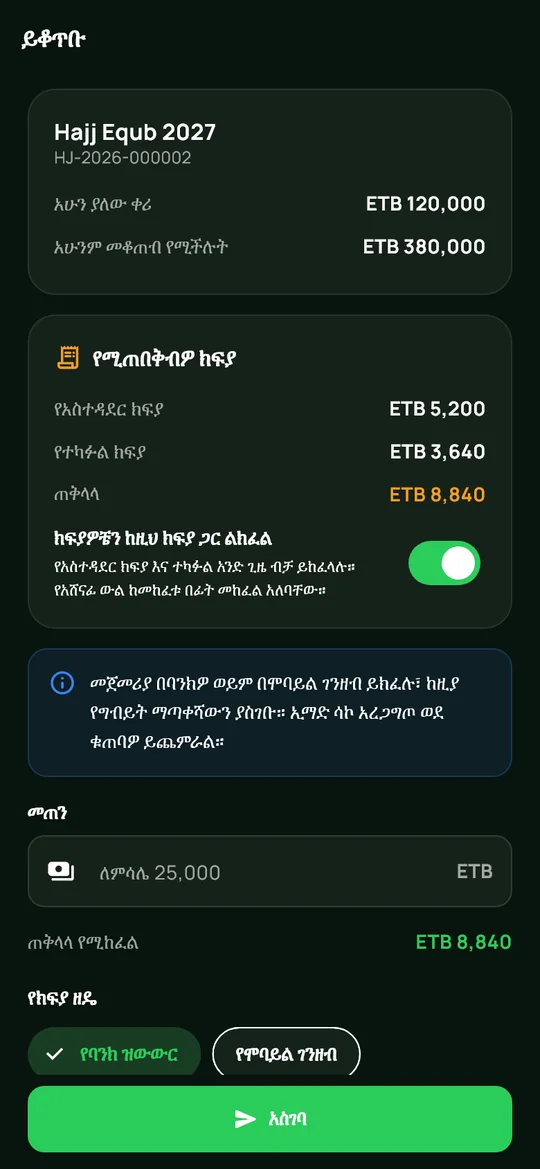 ይቆጥቡ
Hajj Equb 2027
HJ-2026-000002
አሁን ያለው ቀሪ ETB 120,000
አሁንም መቆጠብ የሚችሉት ETB 380,000
የሚጠበቅብዎ ክፍያ
የአስተዳደር ክፍያ ETB 5,200
የተካፉል ክፍያ ETB 3,640
ጠቅላላ ETB 8,840
ክፍያዎቼን ከዚህ ክፍያ ጋር ልክፈል
የአስተዳደር ክፍያ እና ተካፉል አንድ ጊዜ ብቻ ይከፈላሉ።
የአሸናፊ ውል ከመከፈቱ በፊት መከፈል አለባቸው።
መጀመሪያ በባንክዎ ወይም በሞባይል ገንዘብ ይክፈሉ፣ ከዚያ
የግብይት ማጣቀሻውን ያስገቡ። ኢማድ ሳኮ አረጋግጦ ወደ
ቁጠባዎ ይጨምራል።
መጠን
ለምሳሌ 25,000 ETB
ጠቅላላ የሚከፈል ETB 8,840
የክፍያ ዘዴ
የባንክ ዝውውር የሞባይል ገንዘብ
አስገባ